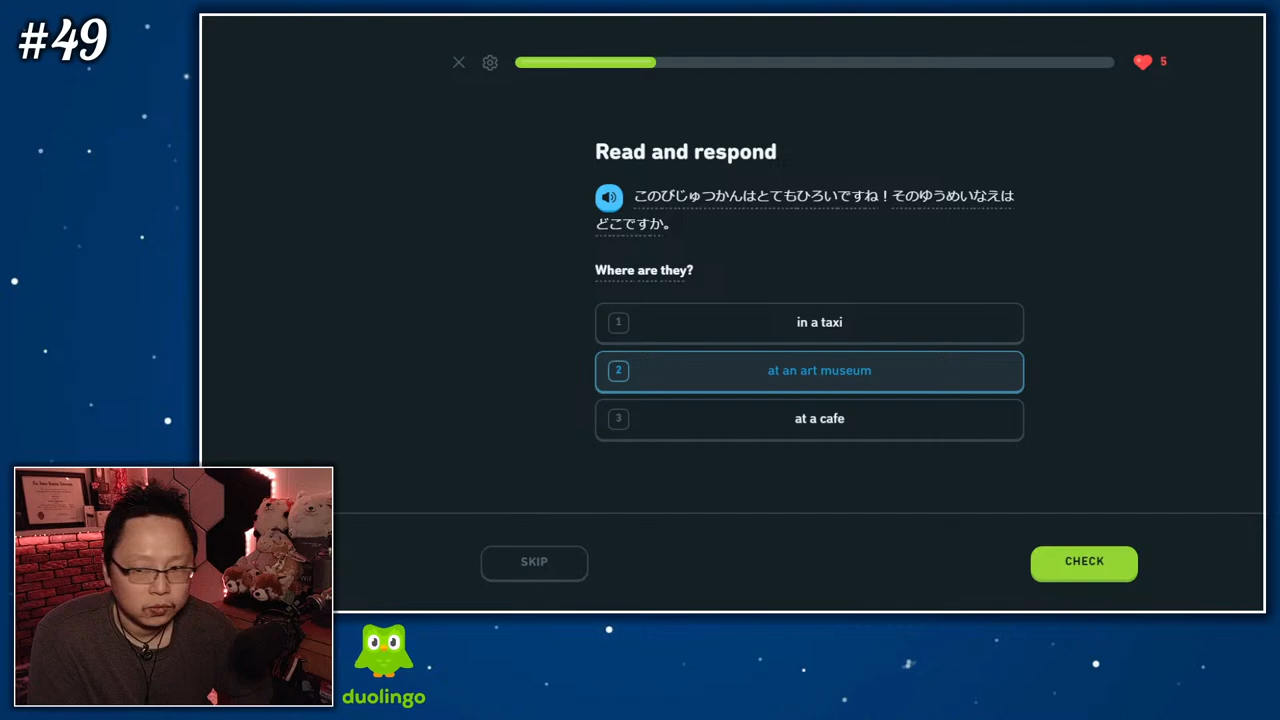 #49
5
Read and respond
このびじゅつかんはとてもひろいですね！そのゆうめいなえは
どこですか。
Where are they?
1 in a taxi
2 at an art museum
3 at a cafe
SKIP
CHECK
duolingo